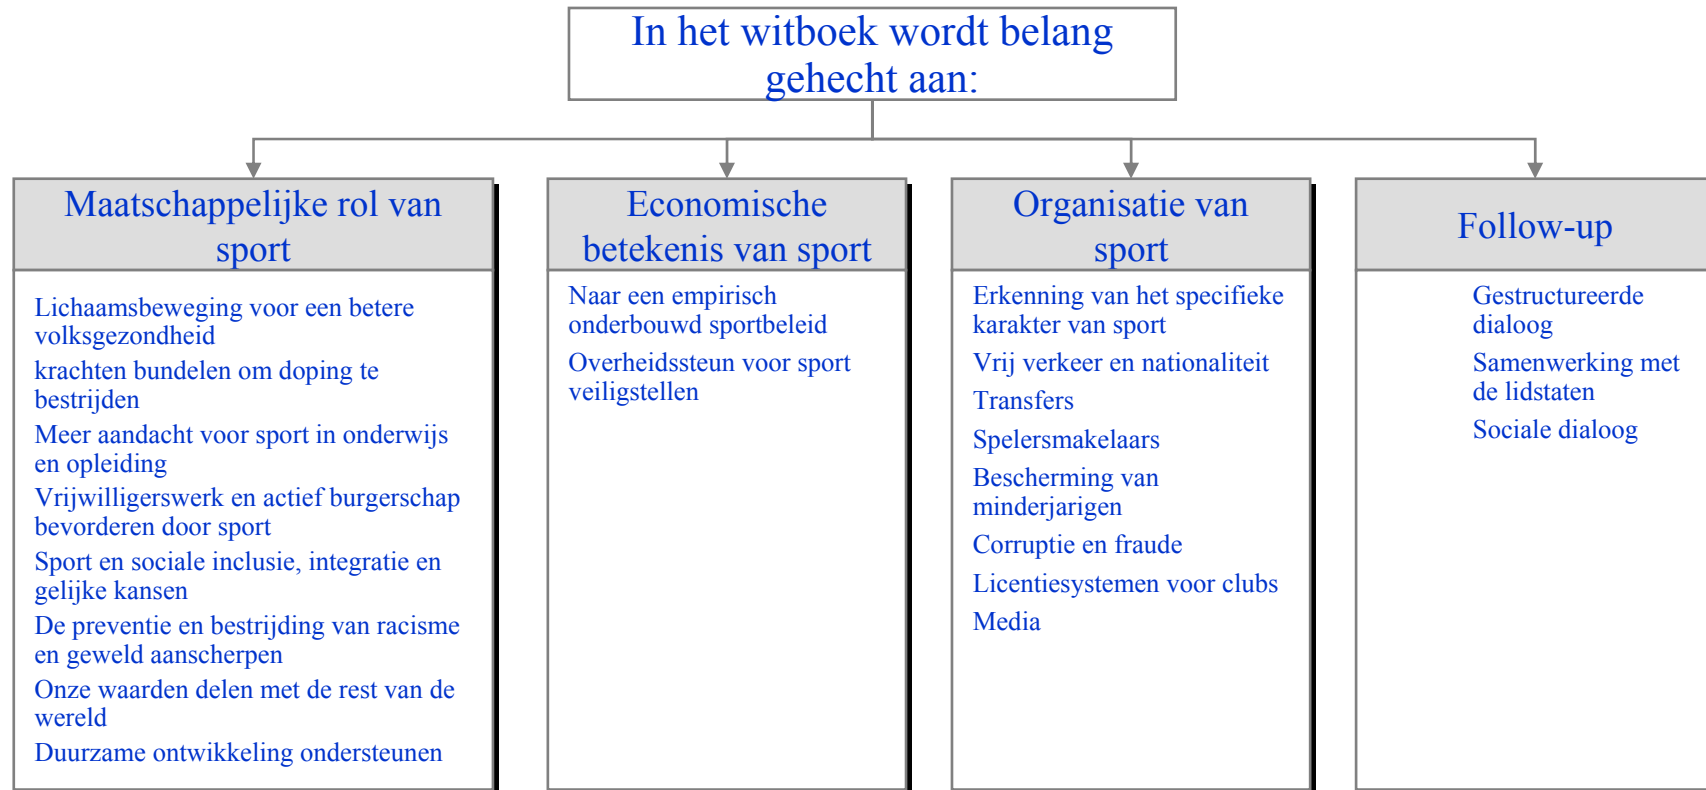 In het witboek wordt belang
gehecht aan:
Maatschappelijke rol van
sport
Lichaamsbeweging voor een betere
volksgezondheid
krachten bundelen om doping te
bestrijden
Meer aandacht voor sport in onderwijs
en opleiding
Vrijwilligerswerk en actief burgerschap
bevorderen door sport
Sport en sociale inclusie, integratie en
gelijke kansen
De preventie en bestrijding van racisme
en geweld aanscherpen
Onze waarden delen met de rest van de
wereld
Duurzame ontwikkeling ondersteunen
Economische
betekenis van sport
Naar een empirisch
onderbouwd sportbeleid
Overheidssteun voor sport
veiligstellen
Organisatie van
sport
Erkenning van het specifieke
karakter van sport
Vrij verkeer en nationaliteit
Transfers
Spelersmakelaars
Bescherming van
minderjarigen
Corruptie en fraude
Licentiesystemen voor clubs
Media
Follow-up
Gestructureerde
dialoog
Samenwerking met
de lidstaten
Sociale dialoog